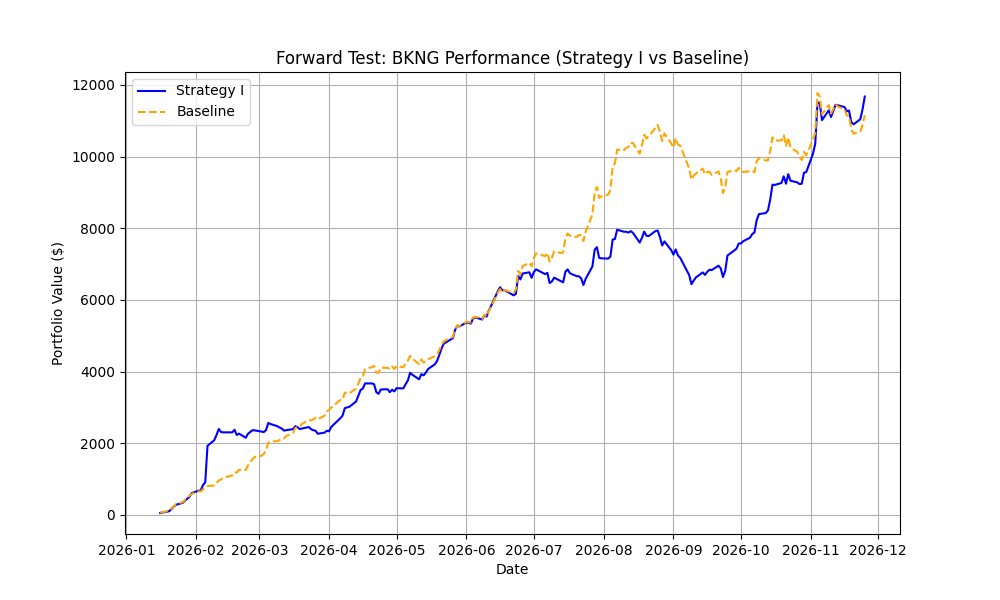 Forward Test: BKNG Performance (Strategy I vs Baseline)
Strategy I
Baseline
Portfolio Value ($)
12000
10000
8000
6000
4000
2000
0
2026-01 2026-02 2026-03 2026-04 2026-05 2026-06 2026-07 2026-08 2026-09 2026-10 2026-11 2026-12
Date